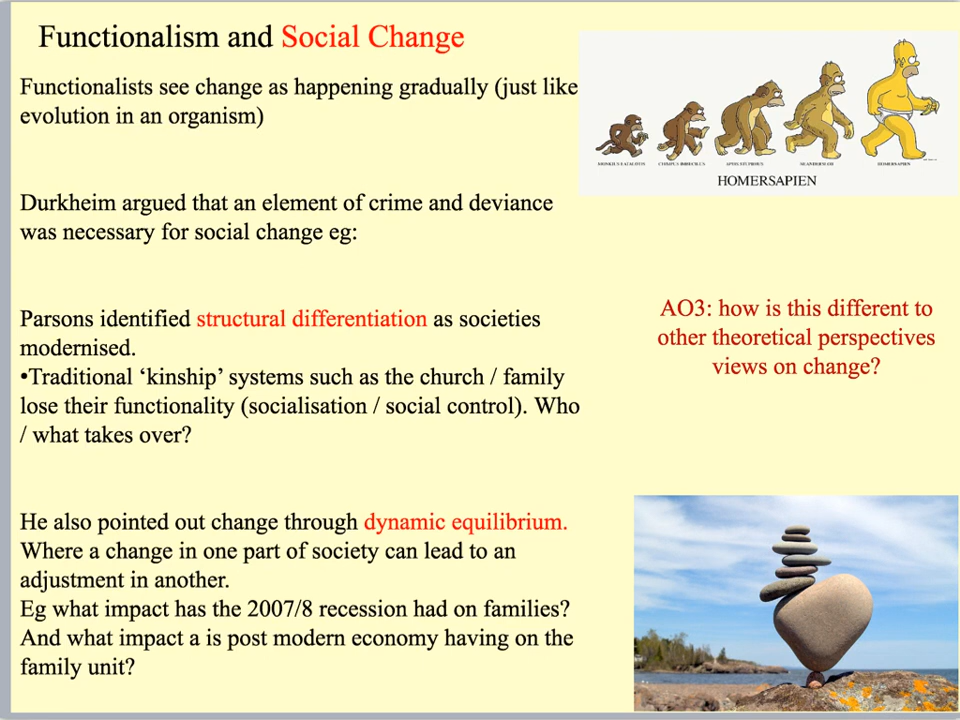 Functionalism and Social Change
Functionalists see change as happening gradually (just like
evolution in an organism)
Durkheim argued that an element of crime and deviance
was necessary for social change eg:
Parsons identified structural differentiation as societies
modernised.
•Traditional ‘kinship’ systems such as the church / family
lose their functionality (socialisation / social control). Who
/ what takes over?
He also pointed out change through dynamic equilibrium.
Where a change in one part of society can lead to an
adjustment in another.
Eg what impact has the 2007/8 recession had on families?
And what impact a is post modern economy having on the
family unit?
HOMERSAPIEN
HOMERSAPIEN
AO3: how is this different to
other theoretical perspectives
views on change?